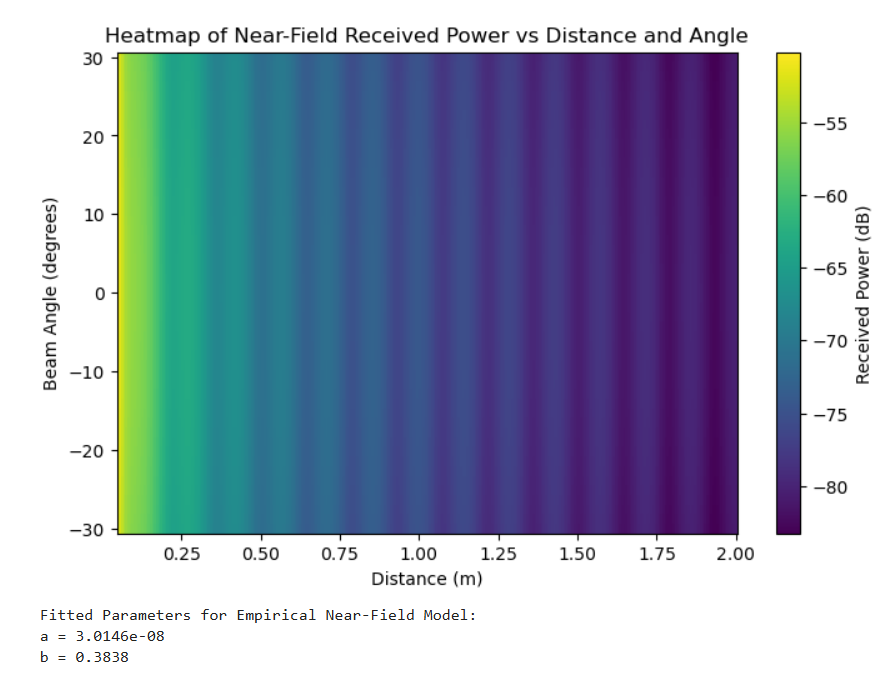 Heatmap of Near-Field Received Power vs Distance and Angle
30
20
10
0
−10
−20
−30
Beam Angle (degrees)
0.25 0.50 0.75 1.00 1.25 1.50 1.75 2.00
Distance (m)
−55
−60
−65
−70
−75
−80
Received Power (dB)
Fitted Parameters for Empirical Near-Field Model:
a = 3.0146e-08
b = 0.3838